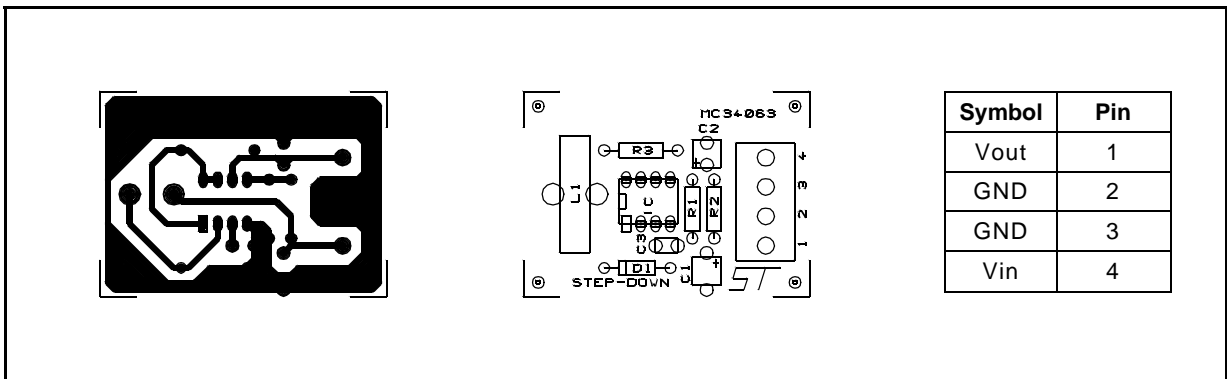 MC34063
C2
R3
4
3
2
1
L1
IC
R1
R2
C3
D1
C1
STEP-DOWN
ST
Symbol Pin
Vout 1
GND 2
GND 3
Vin 4